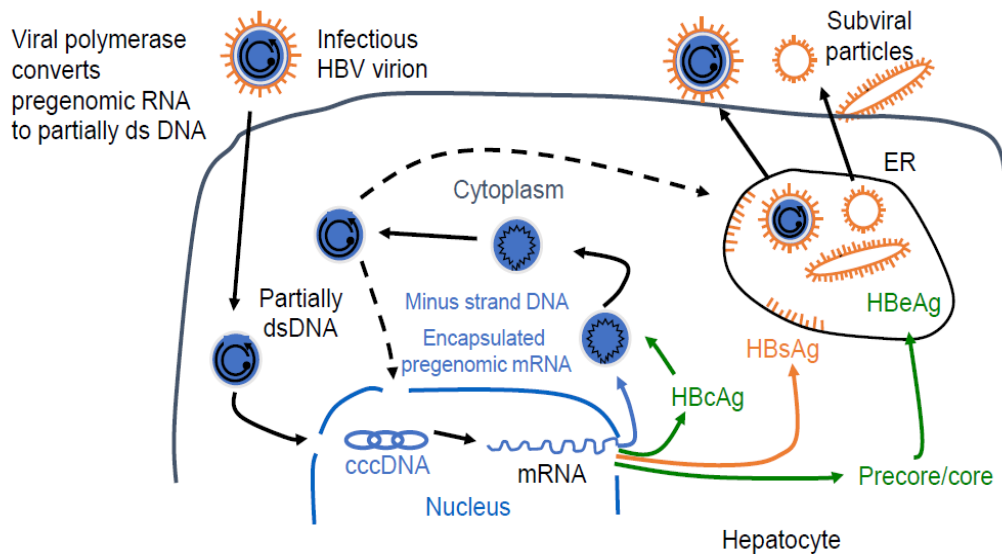 Viral polymerase
converts
pregenomic RNA
to partially ds DNA
Infectious
HBV virion
Subviral
particles
ER
Cytoplasm
Partially
dsDNA
Minus strand DNA
Encapsulated
pregenomic mRNA
HBeAg
HBsAg
HBcAg
cccDNA
mRNA
Precore/core
Nucleus
Hepatocyte